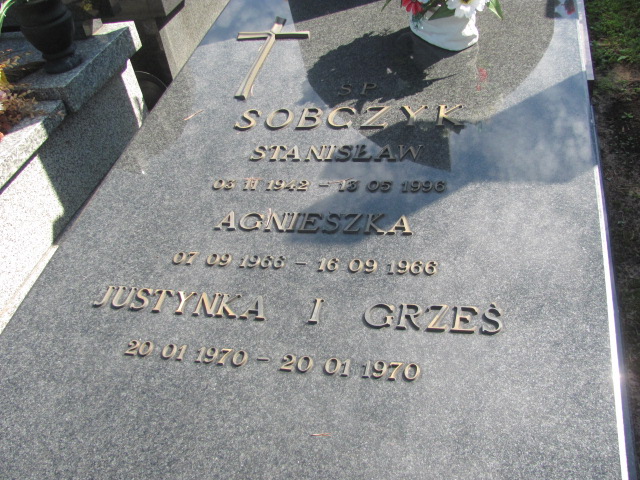 Ś.P.
SOBCZYK
STANISŁAW
03 11 1942 - 13 05 1996
AGNIESZKA
07 09 1966 - 16 09 1966
JUSTYNKA I GRZEŚ
20 01 1970 - 20 01 1970